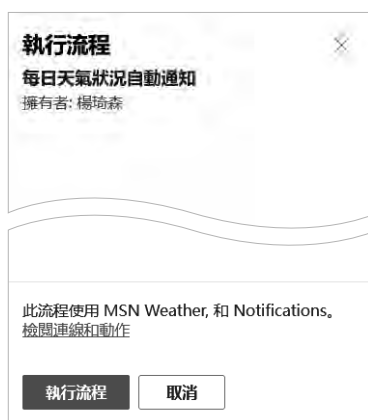 執行流程
每日天氣狀況自動通知
擁有者: 楊琦森
此流程使用 MSN Weather, 和 Notifications。
檢閱連線和動作
執行流程 取消